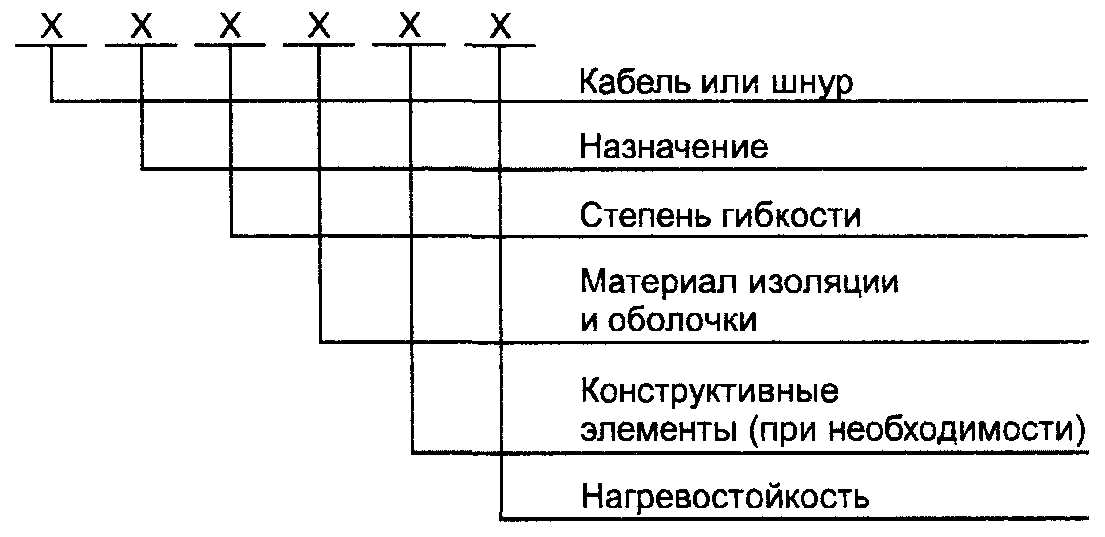 X X X X X X
Кабель или шнур
Назначение
Степень гибкости
Материал изоляции
и оболочки
Конструктивные
элементы (при необходимости)
Нагревостойкость